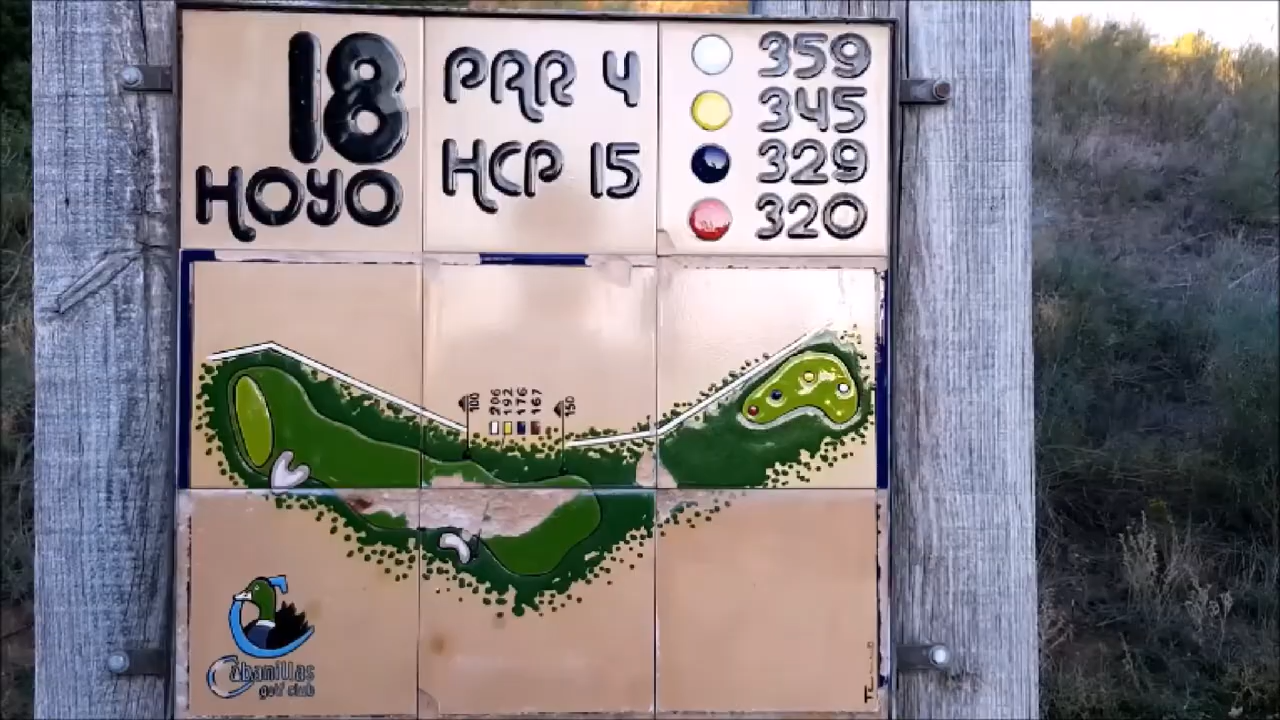 18
HOYO
PAR 4
HCP 15
359
345
329
320
100
206
192
176
167
150
Cabanillas
golf club